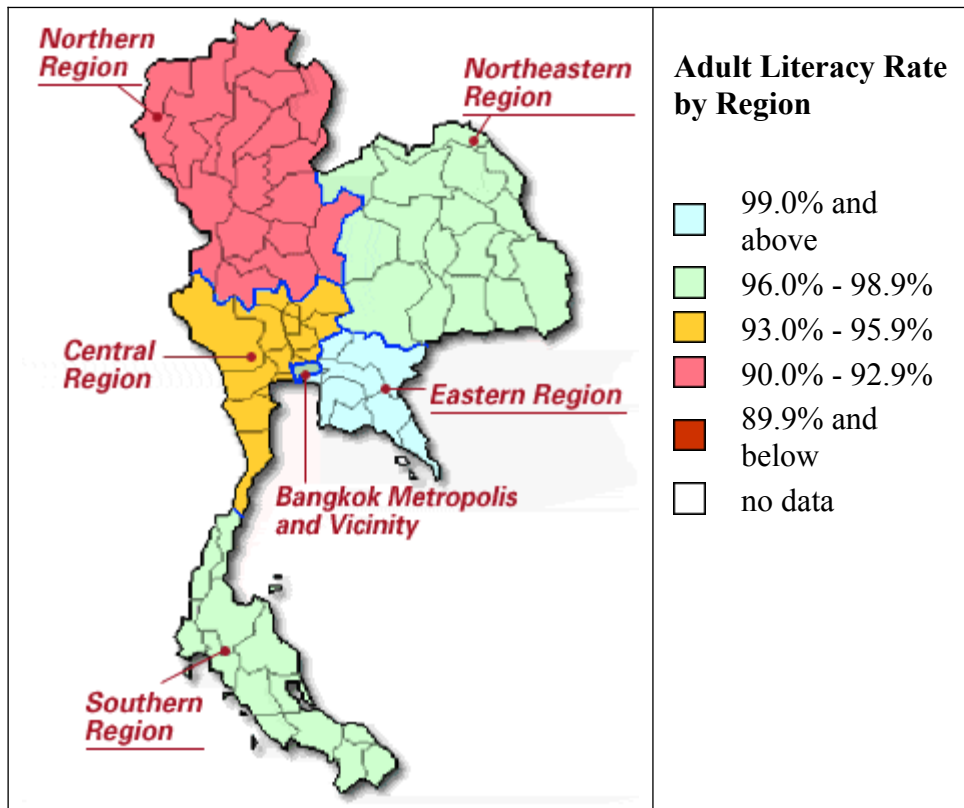 Northern
Region
Northeastern
Region
Central
Region
Eastern Region
Bangkok Metropolis
and Vicinity
Southern
Region
Adult Literacy Rate
by Region
99.0% and
above
96.0% - 98.9%
93.0% - 95.9%
90.0% - 92.9%
89.9% and
below
no data